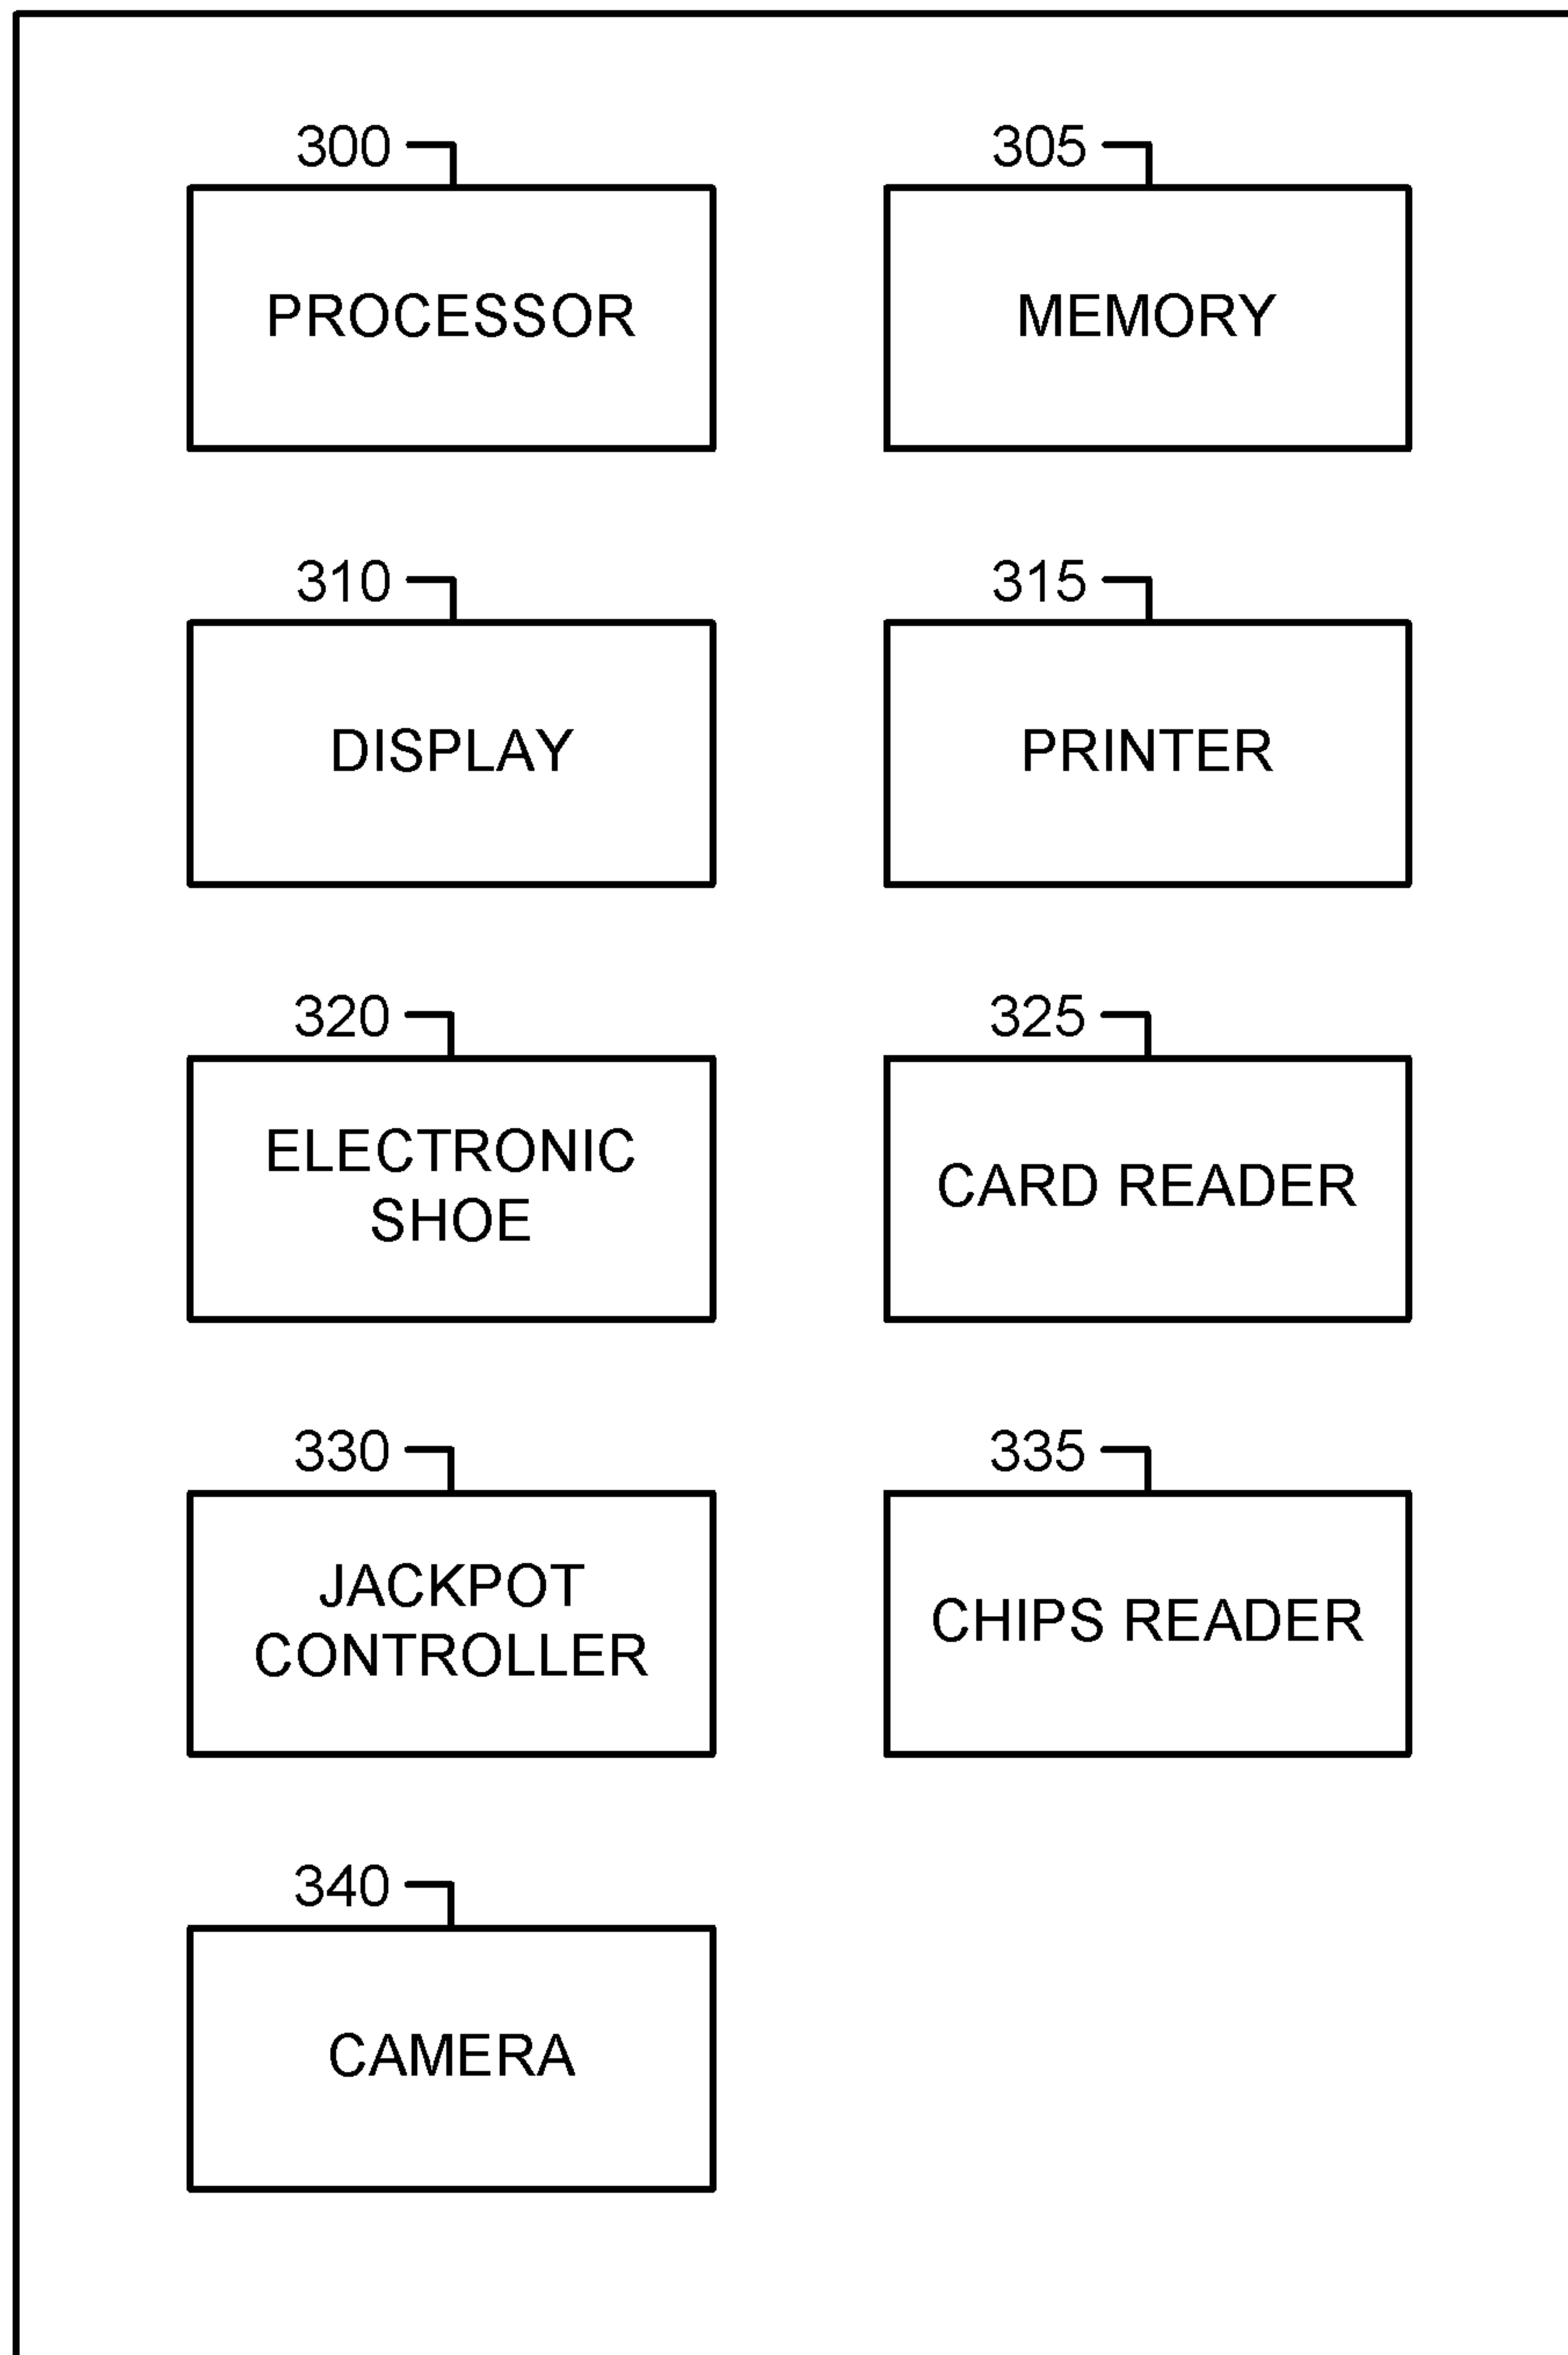 300
305
PROCESSOR
MEMORY
310
315
DISPLAY
PRINTER
320
325
ELECTRONIC
SHOE
CARD READER
330
335
JACKPOT
CONTROLLER
CHIPS READER
340
CAMERA